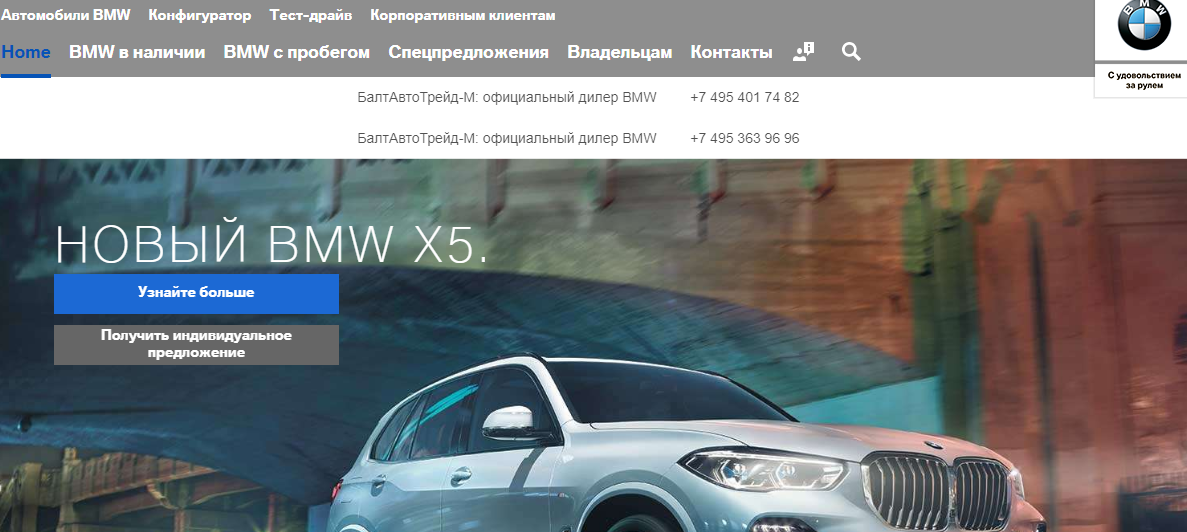 Автомобили BMW Конфигуратор Тест-драйв Корпоративным клиентам
Home BMW в наличии BMW с пробегом Спецпредложения Владельцам Контакты
BMW
С удовольствием
за рулем
БалтАвтоТрейд-М: официальный дилер BMW +7 495 401 74 82
БалтАвтоТрейд-М: официальный дилер BMW +7 495 363 96 96
НОВЫЙ BMW X5.
Узнайте больше
Получить индивидуальное
предложение